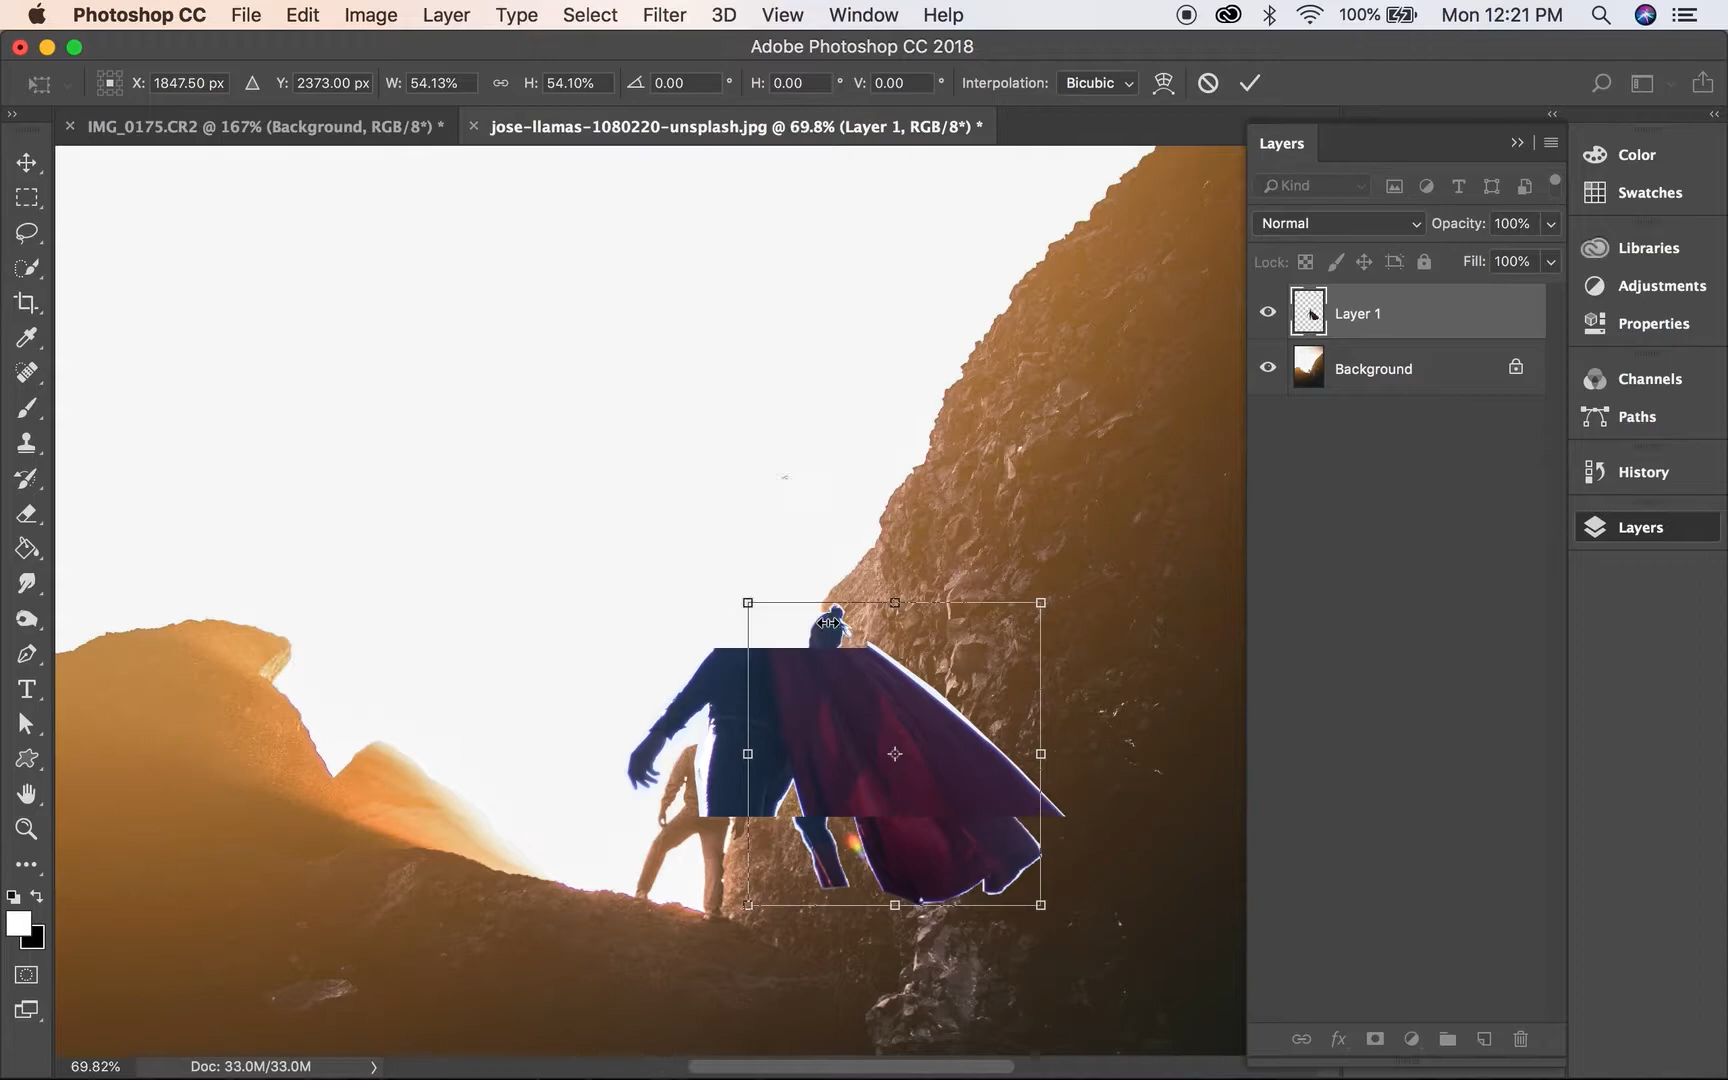 Photoshop CC File Edit Image Layer Type Select Filter 3D View Window Help 100% Mon 12:21 PM
Adobe Photoshop CC 2018
X: 1847.50 px Y: 2373.00 px W: 54.13% H: 54.10% 0.00 ° H: 0.00 ° V: 0.00 ° Interpolation: Bicubic
IMG_0175.CR2 @ 167% (Background, RGB/8*) * jose-llamas-1080220-unsplash.jpg @ 69.8% (Layer 1, RGB/8*) *
Layers
Kind
Normal Opacity: 100%
Lock: Fill: 100%
Layer 1
Background
Color
Swatches
Libraries
Adjustments
Properties
Channels
Paths
History
Layers
69.82% Doc: 33.0M/33.0M